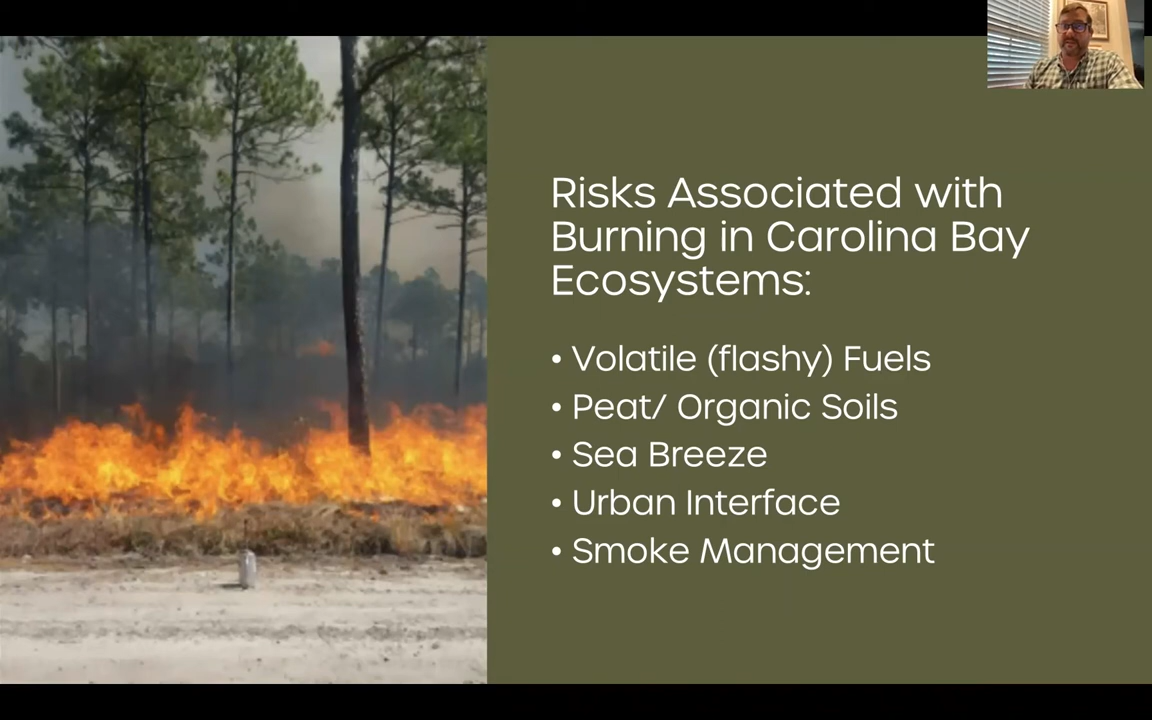 Risks Associated with
Burning in Carolina Bay
Ecosystems:
• Volatile (flashy) Fuels
• Peat/ Organic Soils
• Sea Breeze
• Urban Interface
• Smoke Management